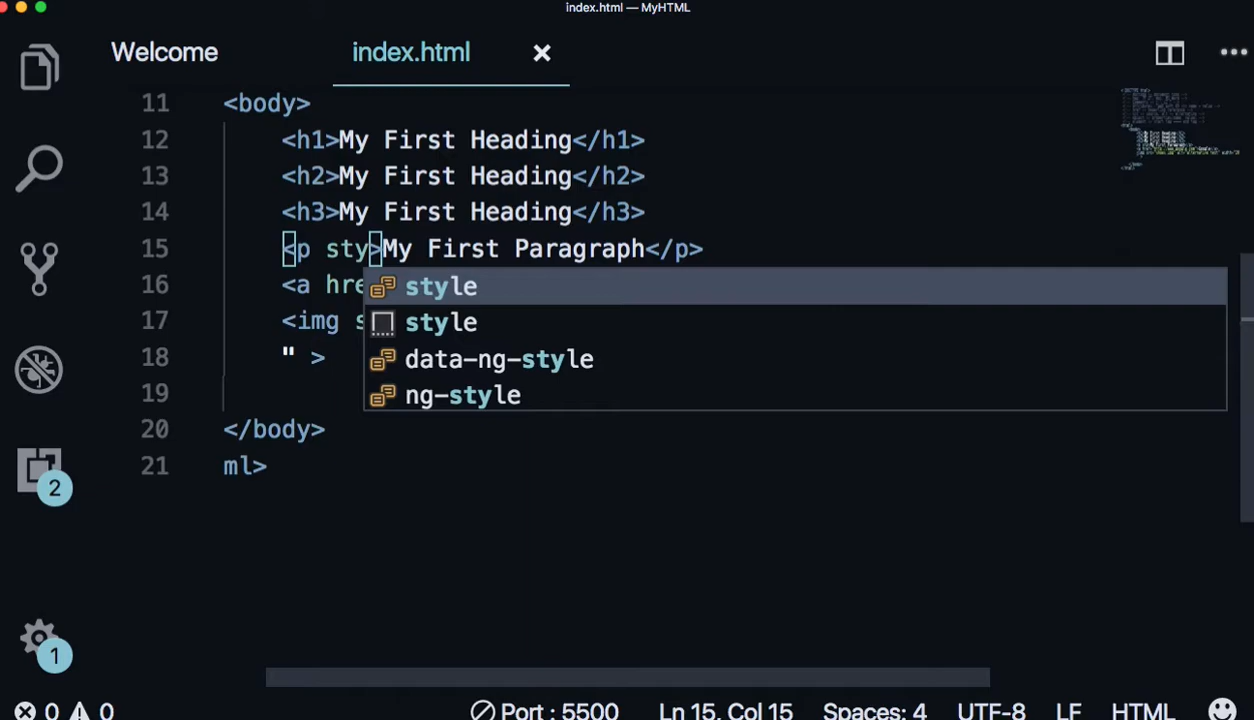 index.html — MyHTML
Welcome index.html
11 <body>
12 <h1>My First Heading</h1>
13 <h2>My First Heading</h2>
14 <h3>My First Heading</h3>
15 <p sty>My First Paragraph</p>
16 <a hre
style
17 <img s
style
18 " >
data-ng-style
19
ng-style
20 </body>
21 ml>
2
1
0 0 Port : 5500 Ln 15, Col 15 Spaces: 4 UTF-8 LF HTML